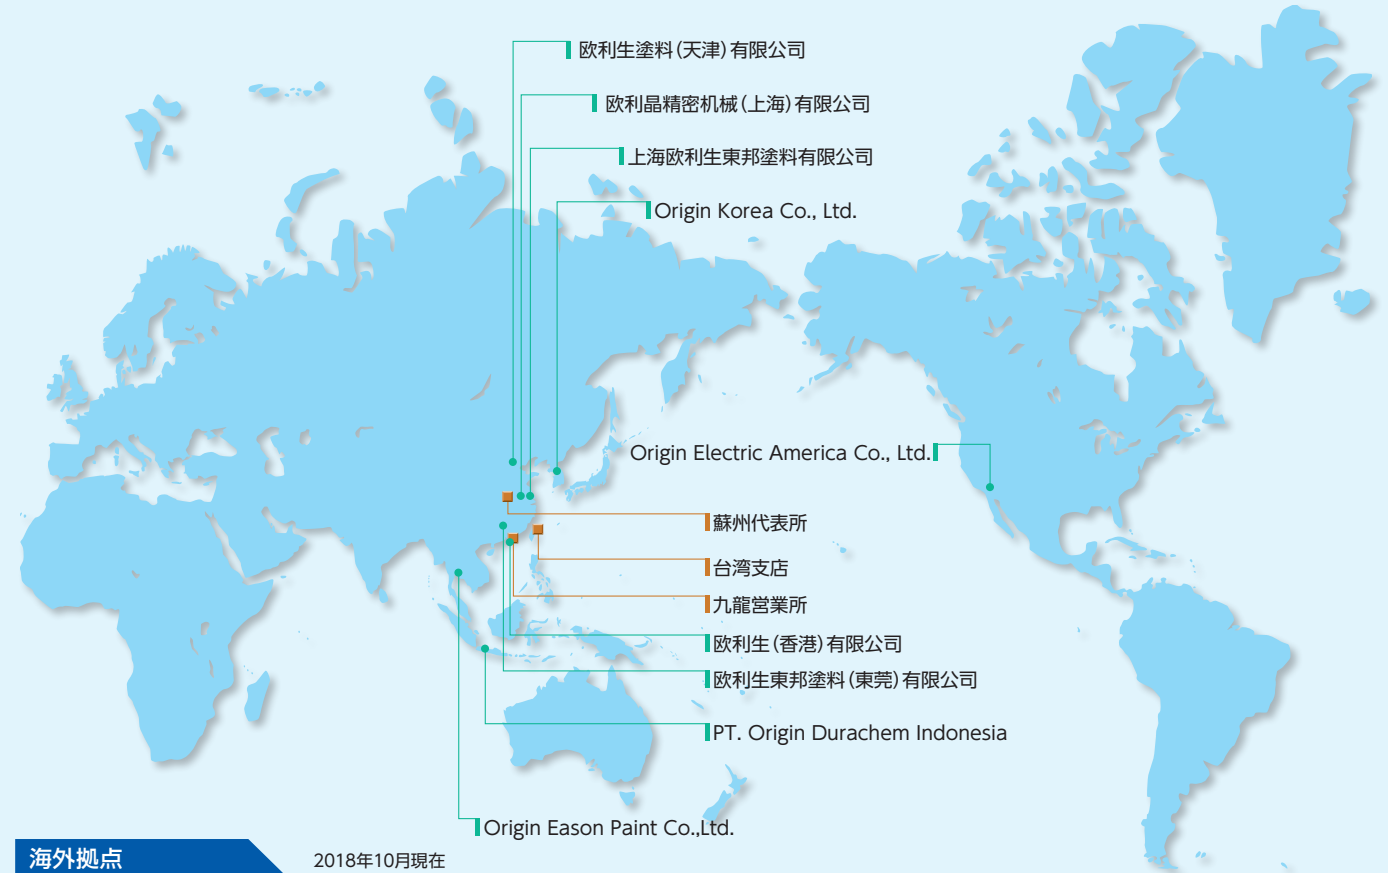 欧利生塗料(天津)有限公司
欧利晶精密机械(上海)有限公司
上海欧利生東邦塗料有限公司
Origin Korea Co., Ltd.
Origin Electric America Co., Ltd.
蘇州代表所
台湾支店
九龍営業所
欧利生(香港)有限公司
欧利生東邦塗料(東莞)有限公司
PT. Origin Durachem Indonesia
Origin Eason Paint Co.,Ltd.
海外拠点
2018年10月現在